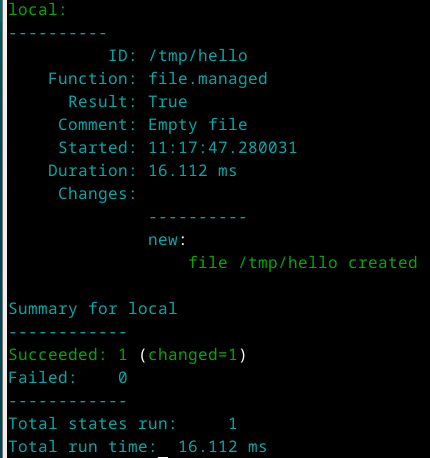 local:
----------
          ID: /tmp/hello
    Function: file.managed
      Result: True
     Comment: Empty file
     Started: 11:17:47.280031
    Duration: 16.112 ms
     Changes:
              ----------
              new:
                  file /tmp/hello created

Summary for local
------------
Succeeded: 1 (changed=1)
Failed:    0
------------
Total states run:     1
Total run time:  16.112 ms